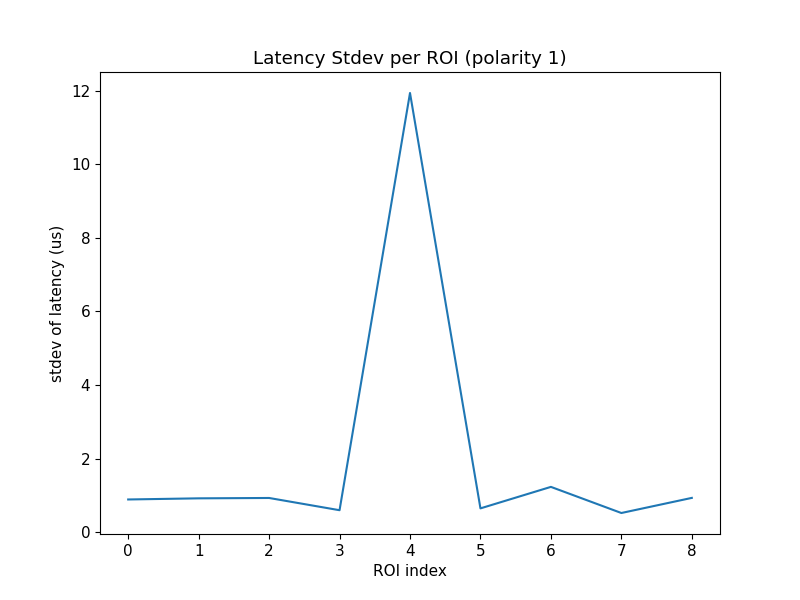 Latency Stdev per ROI (polarity 1)
stdev of latency (us)
12
10
8
6
4
2
0
0 1 2 3 4 5 6 7 8
ROI index